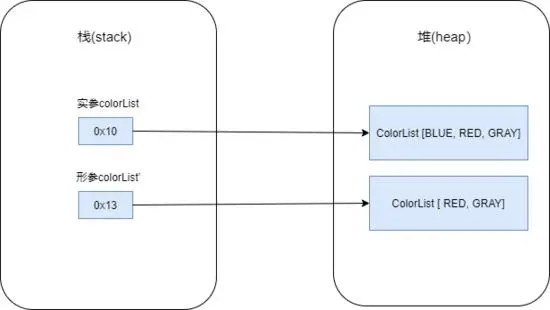 栈(stack)
堆(heap)
实参colorList
0x10
ColorList [BLUE, RED, GRAY]
形参colorList'
0x13
ColorList [ RED, GRAY]